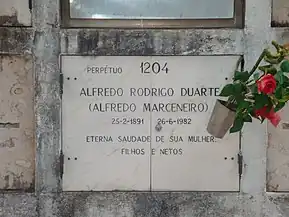 PERPÉTUO 1204
ALFREDO RODRIGO DUARTE
(ALFREDO MARCENEIRO)
25-2-1891 26-6-1982
ETERNA SAUDADE DE SUA MULHER,
FILHOS E NETOS